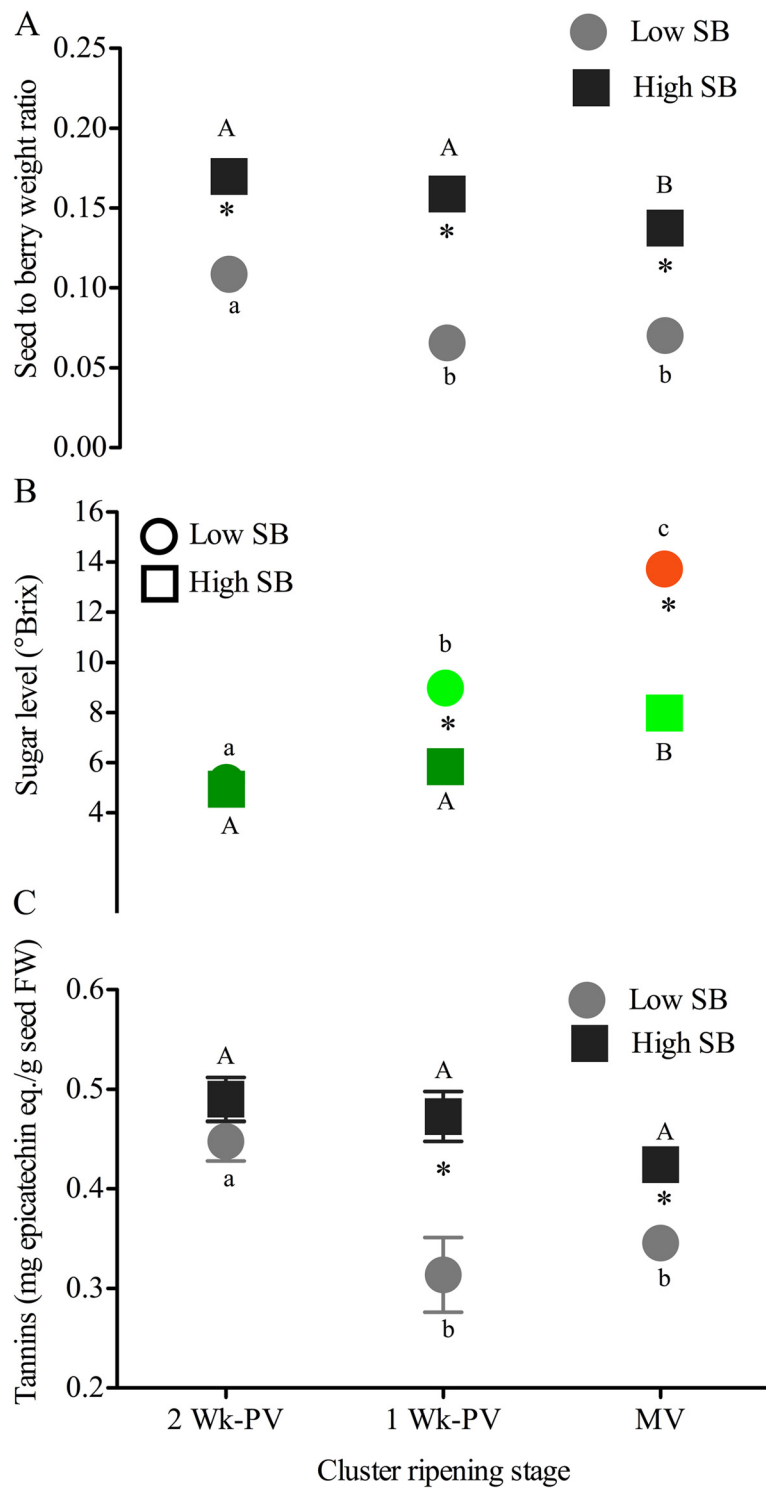 A
Seed to berry weight ratio
0.25
0.20
0.15
0.10
0.05
0.00
Low SB
High SB
A
A
B
*
*
*
a
b
b
B
Sugar level (°Brix)
16
14
12
10
8
6
4
Low SB
High SB
c
*
b
*
a
A
A
B
C
Tannins (mg epicatechin eq./g seed FW)
0.6
0.5
0.4
0.3
0.2
Low SB
High SB
A
A
A
*
*
a
b
b
2 Wk-PV
1 Wk-PV
MV
Cluster ripening stage